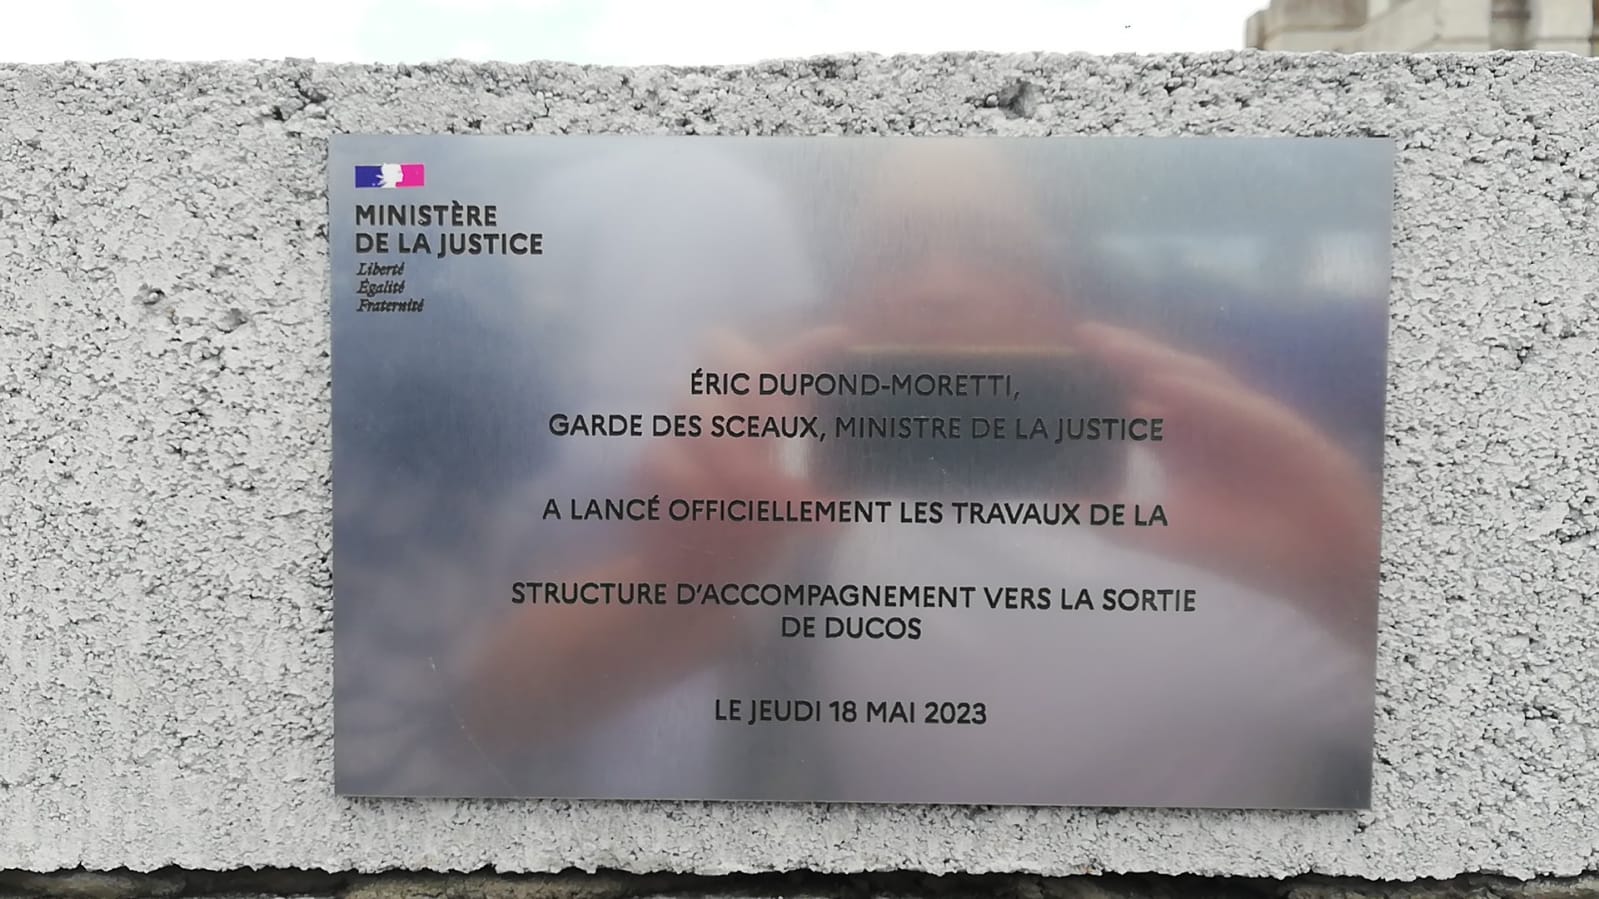 MINISTÈRE
DE LA JUSTICE
Liberté
Égalité
Fraternité
ÉRIC DUPOND-MORETTI,
GARDE DES SCEAUX, MINISTRE DE LA JUSTICE
A LANCÉ OFFICIELLEMENT LES TRAVAUX DE LA
STRUCTURE D'ACCOMPAGNEMENT VERS LA SORTIE
DE DUCOS
LE JEUDI 18 MAI 2023